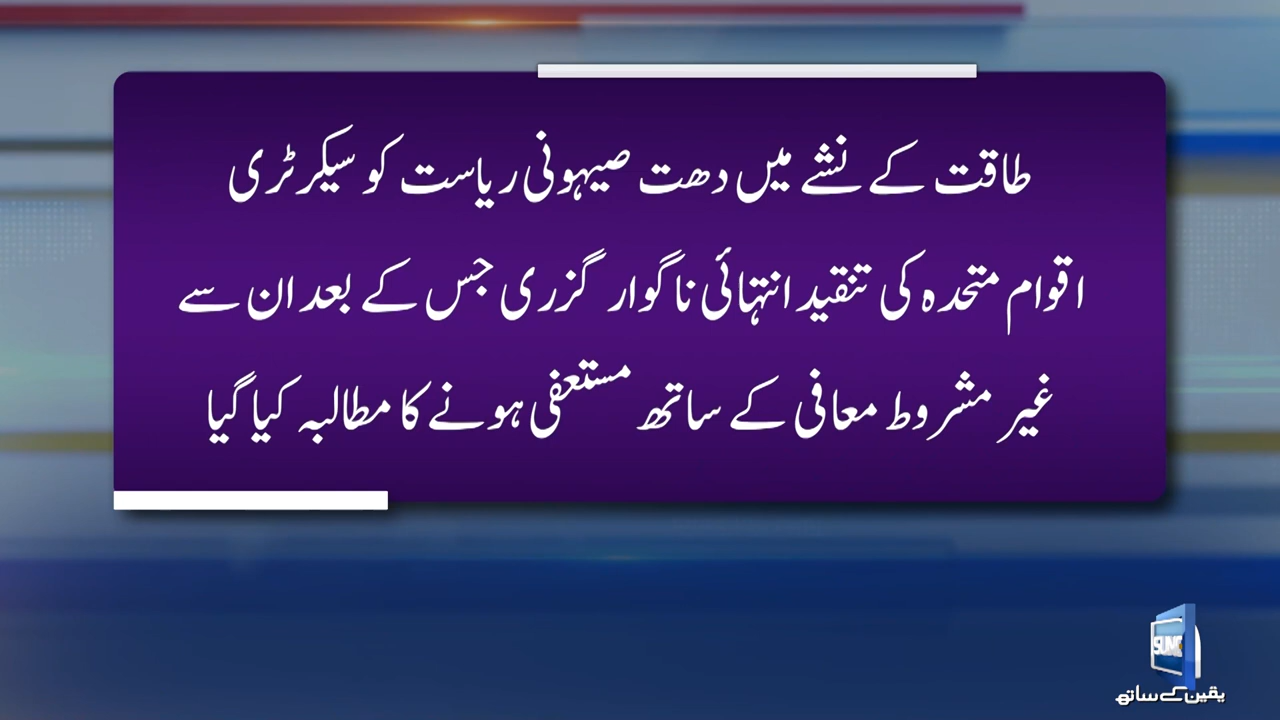 طاقت کے نشے میں دھت صیہونی ریاست کو سیکرٹری
اقوام متحدہ کی تنقید انتہائی ناگوار گزری جس کے بعد ان سے
غیر مشروط معافی کے ساتھ مستعفی ہونے کا مطالبہ کیا گیا
SUNO
یقین کے ساتھ